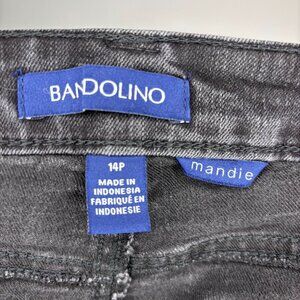 BANDOLINO
14P
MADE IN
INDONESIA
FABRIQUÉ EN
INDONESIE
mandie